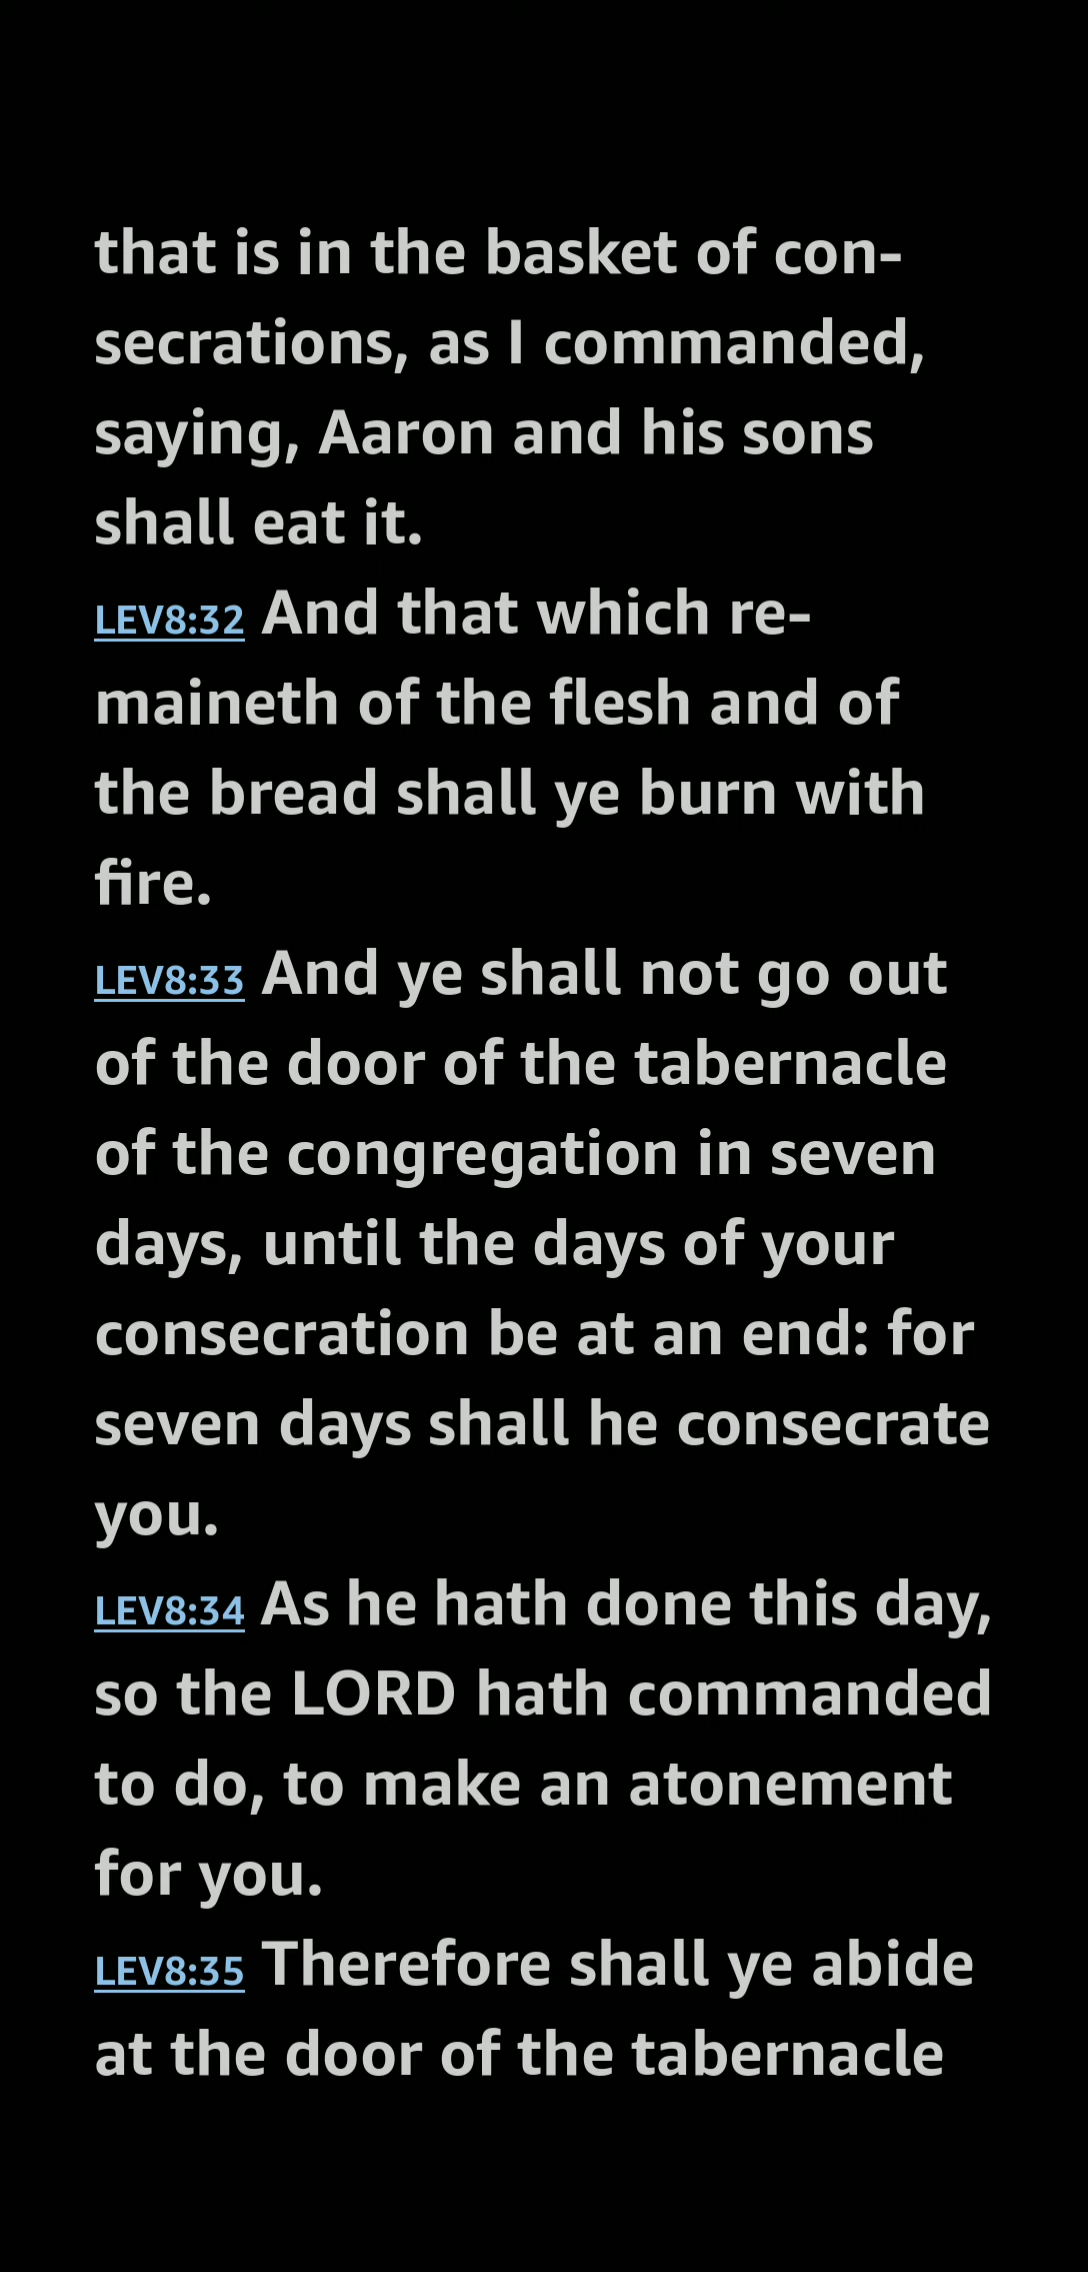 that is in the basket of con-
secrations, as I commanded,
saying, Aaron and his sons
shall eat it.
LEV8:32 And that which re-
maineth of the flesh and of
the bread shall ye burn with
fire.
LEV8:33 And ye shall not go out
of the door of the tabernacle
of the congregation in seven
days, until the days of your
consecration be at an end: for
seven days shall he consecrate
you.
LEV8:34 As he hath done this day,
so the LORD hath commanded
to do, to make an atonement
for you.
LEV8:35 Therefore shall ye abide
at the door of the tabernacle